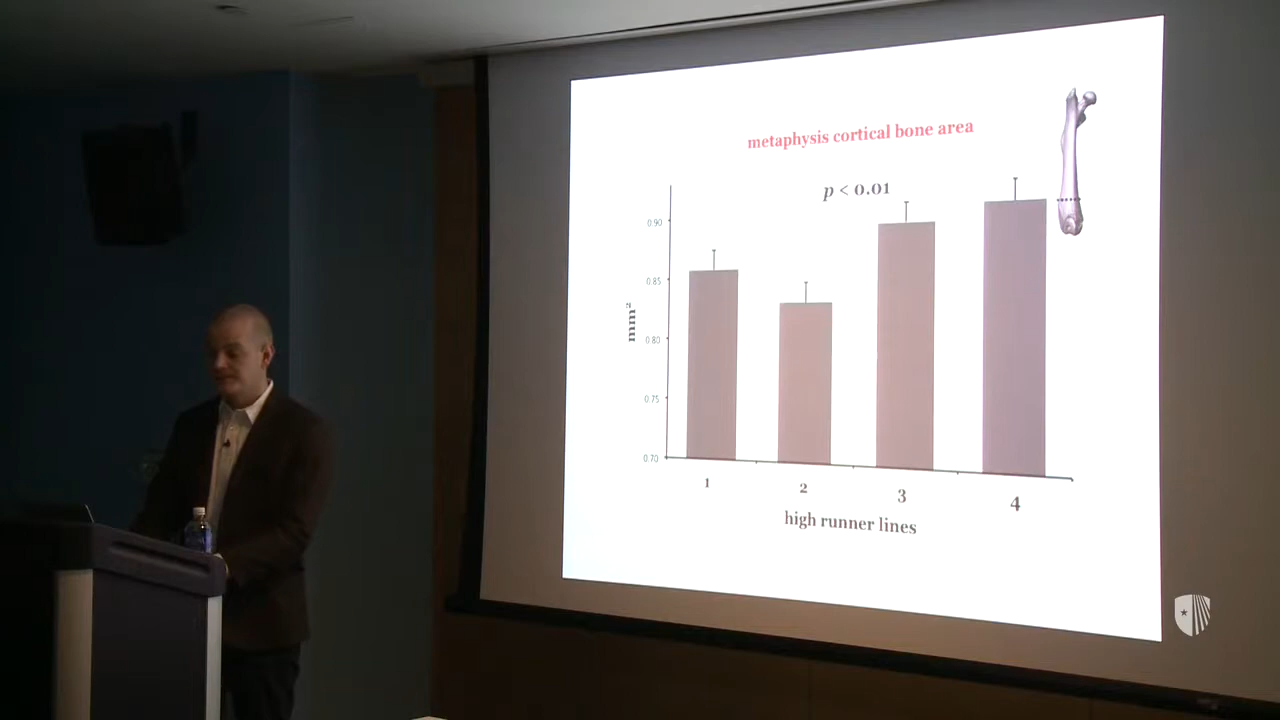 metaphysis cortical bone area
p < 0.01
0.90
0.85
0.80
0.75
0.70
mm²
1
2
3
4
high runner lines